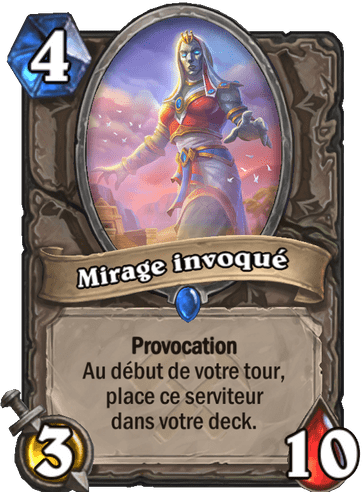 4
Mirage invoqué
Provocation
Au début de votre tour,
place ce serviteur
dans votre deck.
3
10